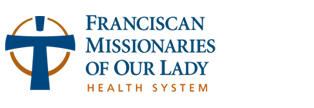 FRANCISCAN
MISSIONARIES
OF OUR LADY
HEALTH SYSTEM